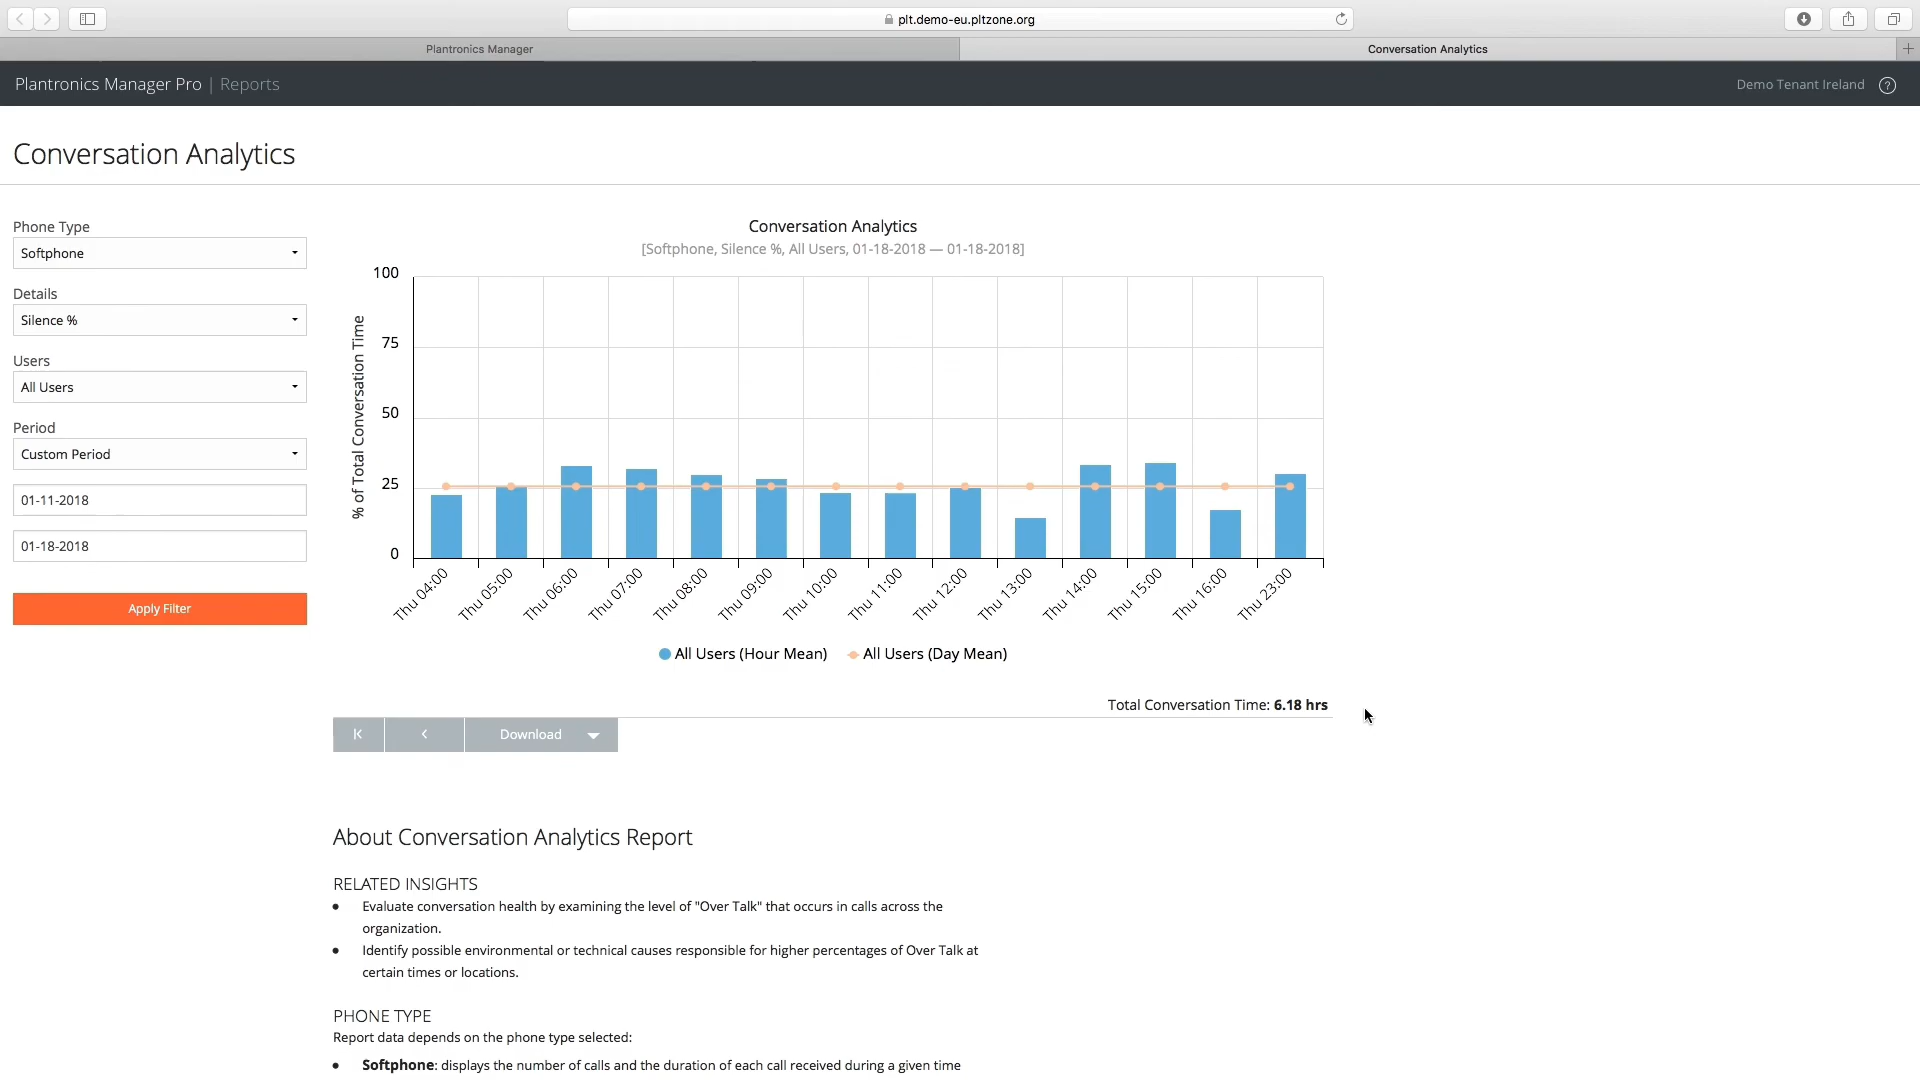 plt.demo-eu.pltzone.org
Plantronics Manager
Conversation Analytics
Plantronics Manager Pro | Reports
Demo Tenant Ireland ?
Conversation Analytics
Phone Type
Softphone
Details
Silence %
Users
All Users
Period
Custom Period
01-11-2018
01-18-2018
Apply Filter
Conversation Analytics
[Softphone, Silence %, All Users, 01-18-2018 — 01-18-2018]
% of Total Conversation Time
100
75
50
25
0
Thu 04:00
Thu 05:00
Thu 06:00
Thu 07:00
Thu 08:00
Thu 09:00
Thu 10:00
Thu 11:00
Thu 12:00
Thu 13:00
Thu 14:00
Thu 15:00
Thu 16:00
Thu 23:00
All Users (Hour Mean) All Users (Day Mean)
Total Conversation Time: 6.18 hrs
Download
About Conversation Analytics Report
RELATED INSIGHTS
• Evaluate conversation health by examining the level of "Over Talk" that occurs in calls across the
organization.
• Identify possible environmental or technical causes responsible for higher percentages of Over Talk at
certain times or locations.
PHONE TYPE
Report data depends on the phone type selected:
• Softphone: displays the number of calls and the duration of each call received during a given time